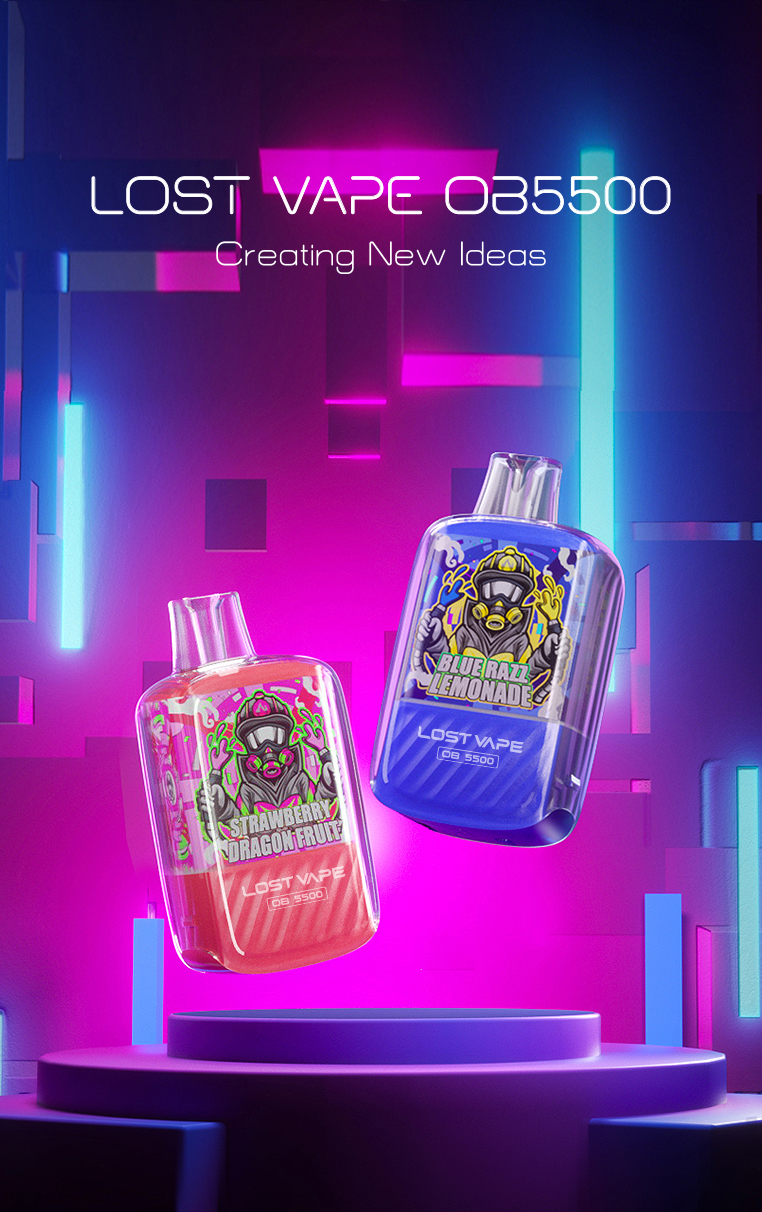 LOST VAPE OB5500
Creating New Ideas
BLUE RAZZ
LEMONADE
LOST VAPE
OB 5500
STRAWBERRY
DRAGON FRUIT
LOST VAPE
OB 5500